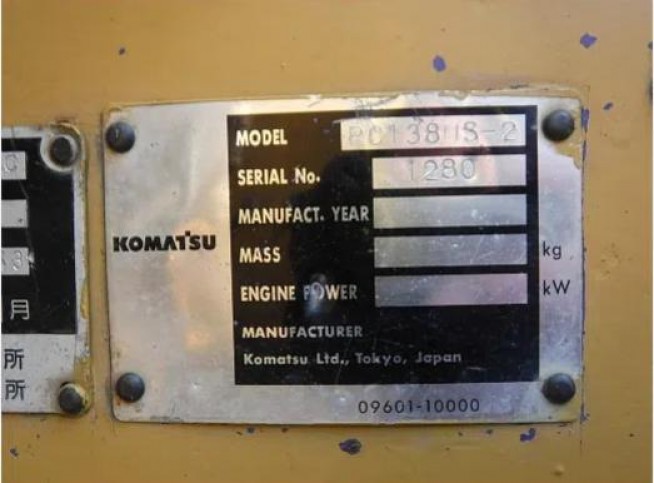 MODEL PC138US-2
SERIAL No. 1280
MANUFACT. YEAR
KOMATSU
MASS kg
ENGINE POWER kW
MANUFACTURER
Komatsu Ltd., Tokyo, Japan
09601-10000
月
所
所